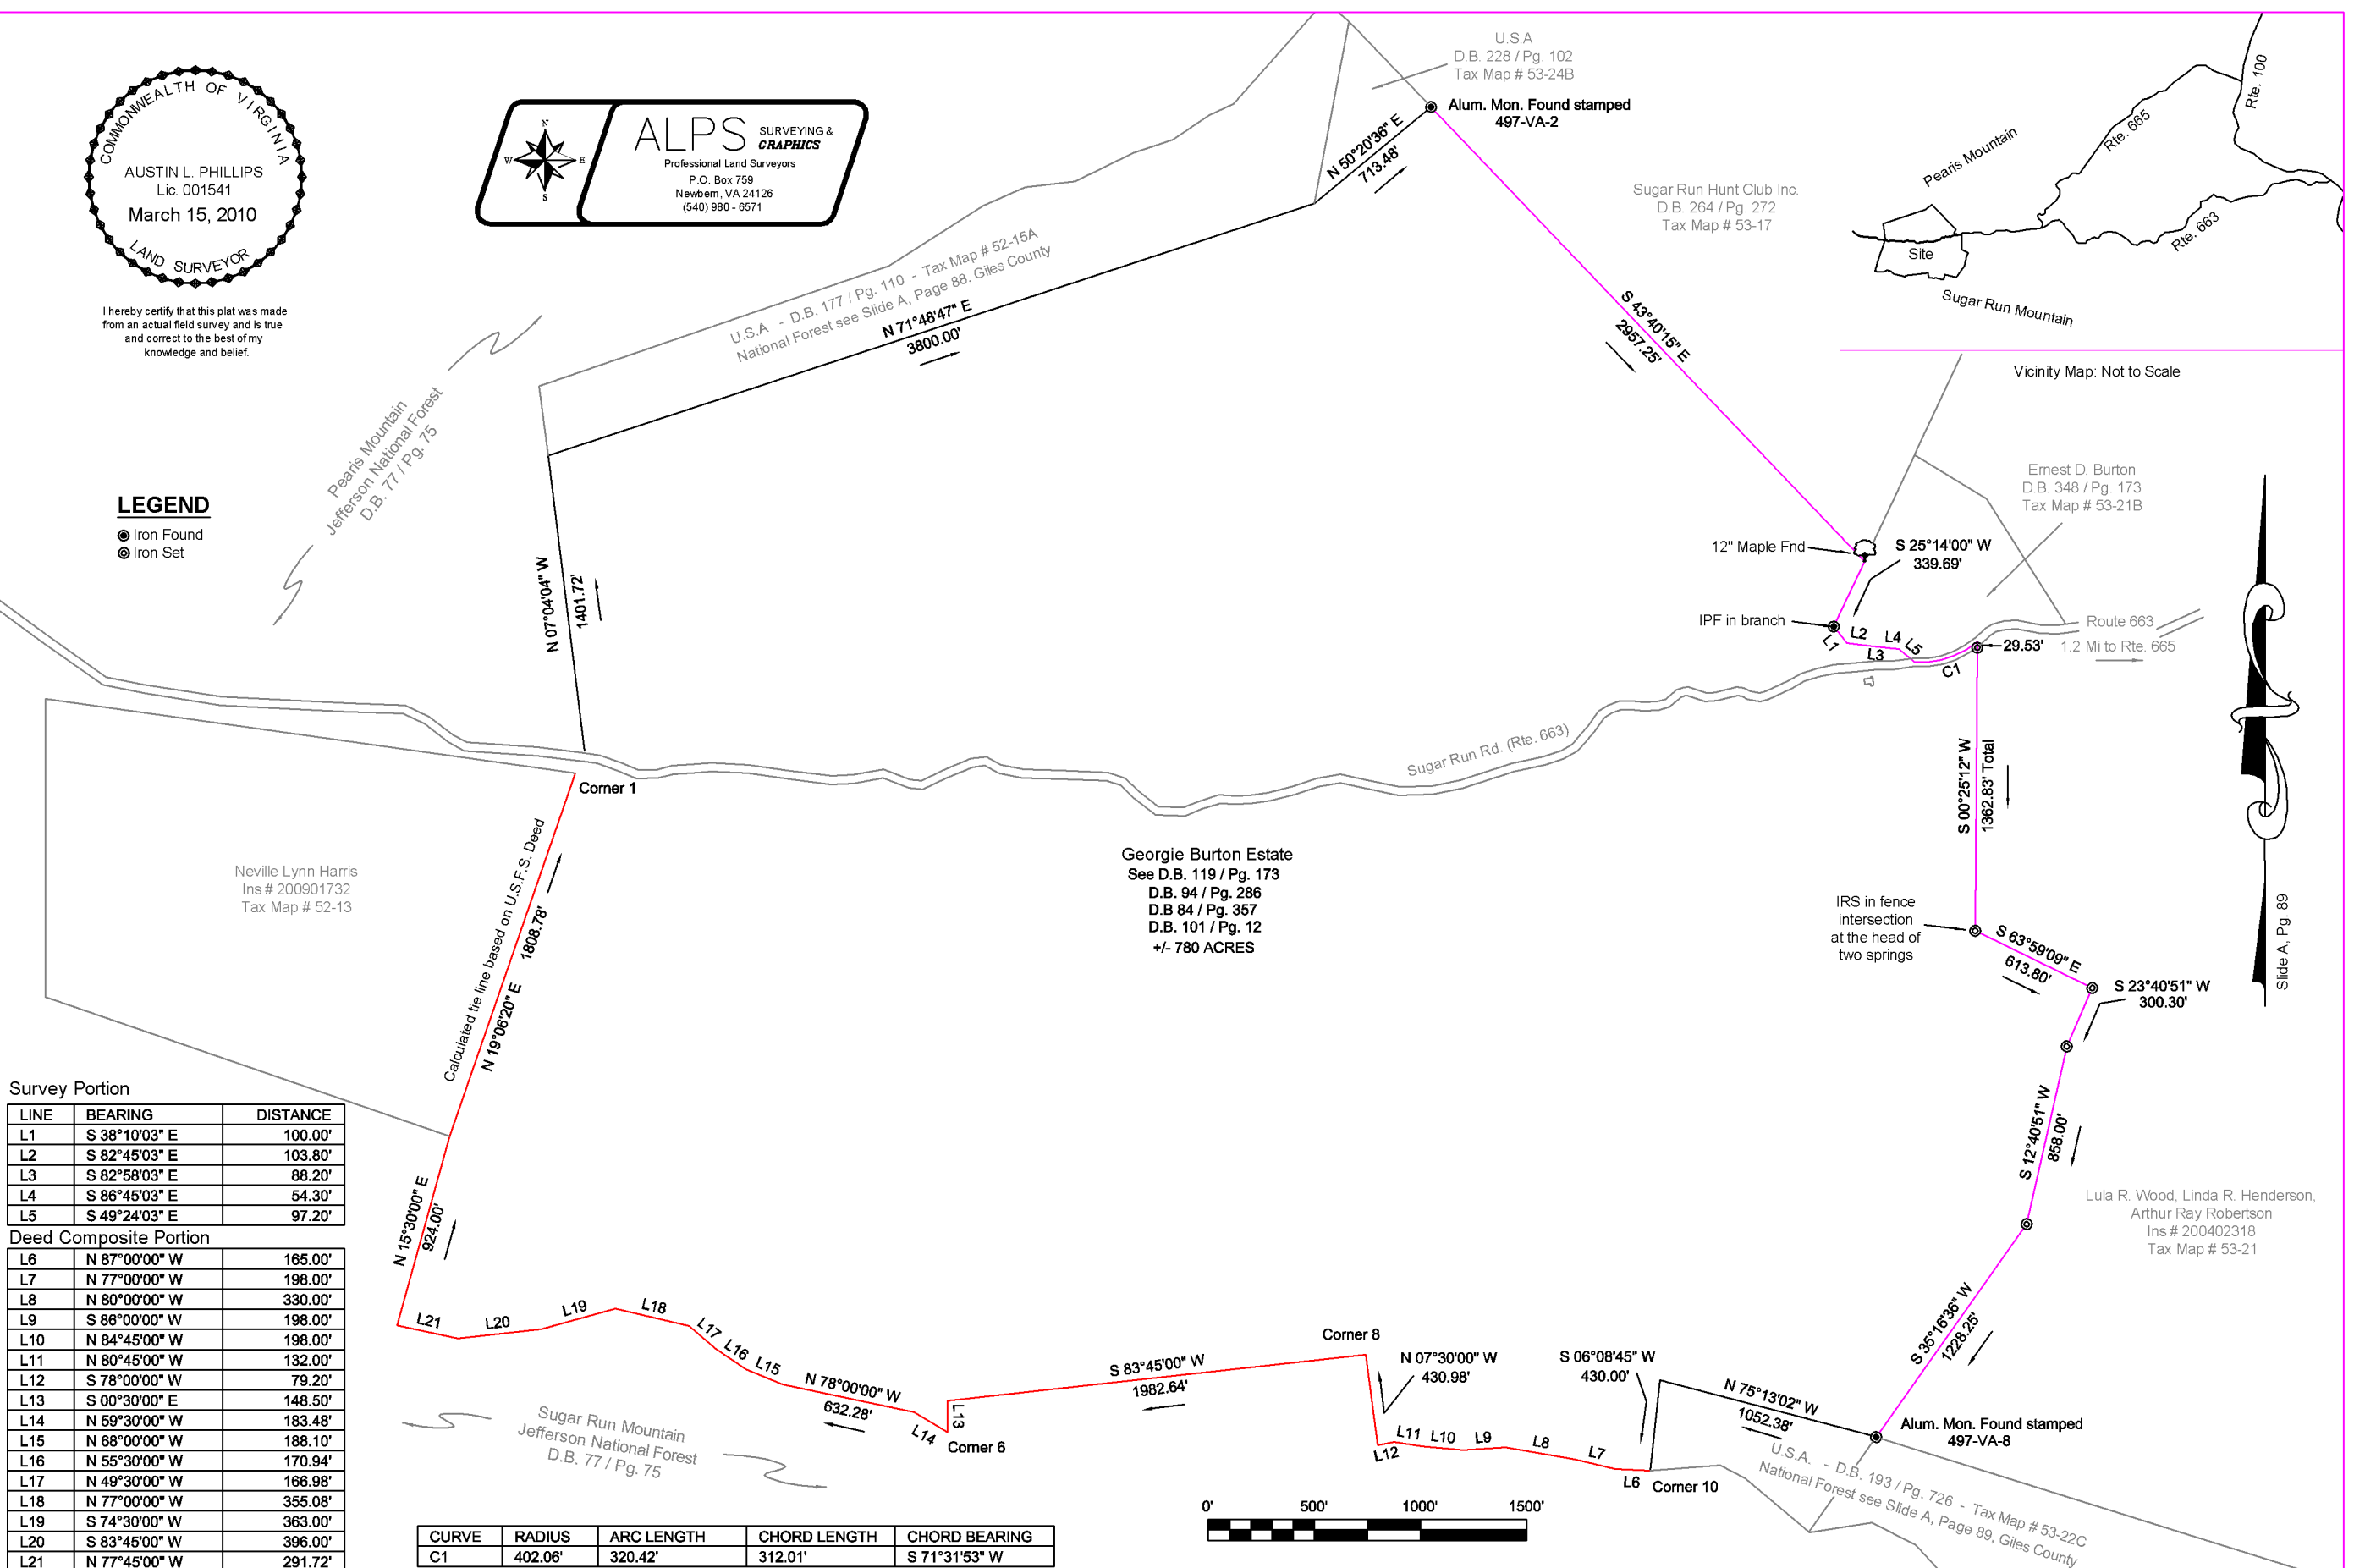 COMMONWEALTH OF VIRGINIA
AUSTIN L. PHILLIPS
Lic. 001541
March 15, 2010
LAND SURVEYOR
I hereby certify that this plat was made
from an actual field survey and is true
and correct to the best of my
knowledge and belief.
N
W E
S
ALPS SURVEYING &
GRAPHICS
Professional Land Surveyors
P.O. Box 759
Newbern, VA 24126
(540) 980 - 6571
U.S.A
D.B. 228 / Pg. 102
Tax Map # 53-24B
Alum. Mon. Found stamped
497-VA-2
N 50°20'36" E
713.48'
Sugar Run Hunt Club Inc.
D.B. 264 / Pg. 272
Tax Map # 53-17
Rte. 100
Rte. 665
Pearis Mountain
Rte. 663
Site
Sugar Run Mountain
Vicinity Map: Not to Scale
U.S.A - D.B. 177 / Pg. 110 - Tax Map # 52-15A
National Forest see Slide A, Page 88, Giles County
N 71°48'47" E
3800.00'
S 43°40'15" E
2957.25'
Pearis Mountain
Jefferson National Forest
D.B. 77 / Pg. 75
LEGEND
Iron Found
Iron Set
N 07°04'04" W
1401.72'
Ernest D. Burton
D.B. 348 / Pg. 173
Tax Map # 53-21B
12" Maple Fnd
S 25°14'00" W
339.69'
IPF in branch
L1
L2
L3
L4
L5
C1
29.53'
Route 663
1.2 Mi to Rte. 665
Sugar Run Rd. (Rte. 663)
Corner 1
S 00°25'12" W
1362.83' Total
Calculated tie line based on U.S.F.S. Deed
N 19°06'20" E
1808.78'
Neville Lynn Harris
Ins # 200901732
Tax Map # 52-13
Georgie Burton Estate
See D.B. 119 / Pg. 173
D.B. 94 / Pg. 286
D.B 84 / Pg. 357
D.B. 101 / Pg. 12
+/- 780 ACRES
IRS in fence
intersection
at the head of
two springs
S 63°59'09" E
613.80'
S 23°40'51" W
300.30'
Slide A, Pg. 89
S 12°40'51" W
858.00'
Lula R. Wood, Linda R. Henderson,
Arthur Ray Robertson
Ins # 200402318
Tax Map # 53-21
S 35°16'36" W
1228.25'
Survey Portion
LINE BEARING DISTANCE
L1 S 38°10'03" E 100.00'
L2 S 82°45'03" E 103.80'
L3 S 82°58'03" E 88.20'
L4 S 86°45'03" E 54.30'
L5 S 49°24'03" E 97.20'
Deed Composite Portion
L6 N 87°00'00" W 165.00'
L7 N 77°00'00" W 198.00'
L8 N 80°00'00" W 330.00'
L9 S 86°00'00" W 198.00'
L10 N 84°45'00" W 198.00'
L11 N 80°45'00" W 132.00'
L12 S 78°00'00" W 79.20'
L13 S 00°30'00" E 148.50'
L14 N 59°30'00" W 183.48'
L15 N 68°00'00" W 188.10'
L16 N 55°30'00" W 170.94'
L17 N 49°30'00" W 166.98'
L18 N 77°00'00" W 355.08'
L19 S 74°30'00" W 363.00'
L20 S 83°45'00" W 396.00'
L21 N 77°45'00" W 291.72'
N 15°30'00" E
924.00'
L21
L20
L19
L18
L17
L16
L15
N 78°00'00" W
632.28'
L14
L13
Corner 6
S 83°45'00" W
1982.64'
Corner 8
N 07°30'00" W
430.98'
L12
L11
L10
L9
L8
L7
L6
S 06°08'45" W
430.00'
Corner 10
N 75°13'02" W
1052.38'
Alum. Mon. Found stamped
497-VA-8
U.S.A. - D.B. 193 / Pg. 726 - Tax Map # 53-22C
National Forest see Slide A, Page 89, Giles County
Sugar Run Mountain
Jefferson National Forest
D.B. 77 / Pg. 75
0' 500' 1000' 1500'
CURVE RADIUS ARC LENGTH CHORD LENGTH CHORD BEARING
C1 402.06' 320.42' 312.01' S 71°31'53" W